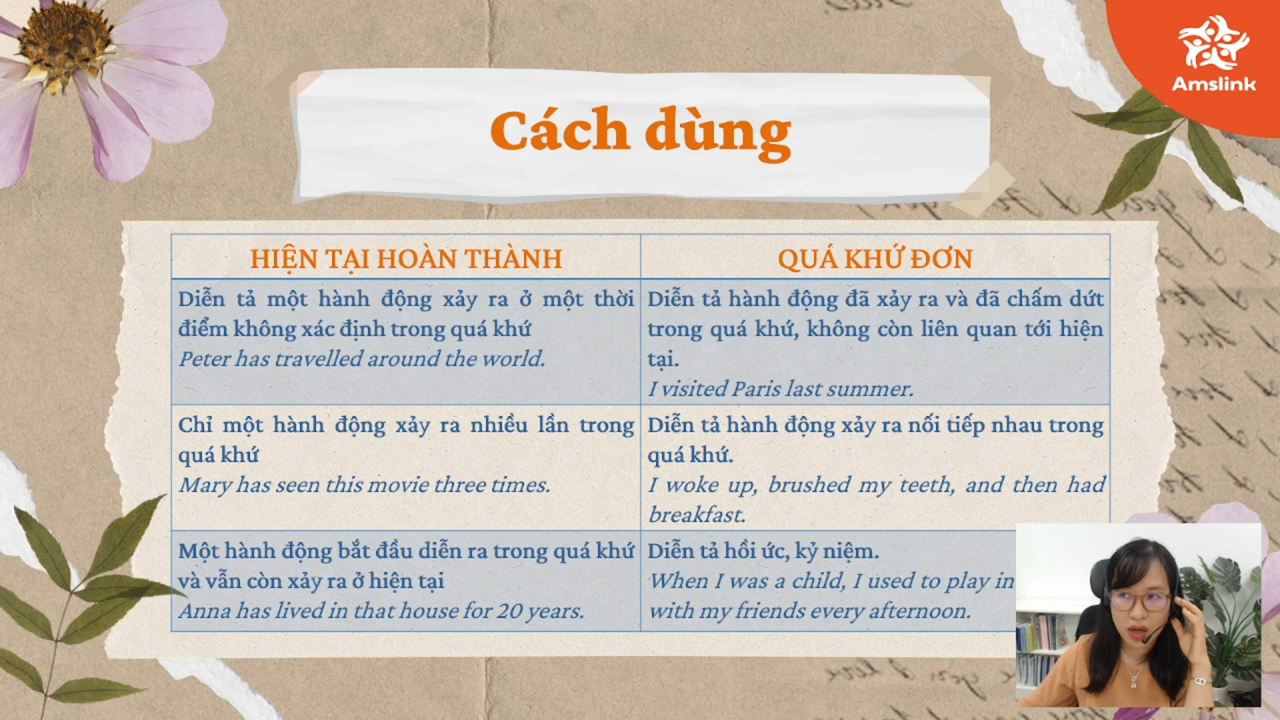 Amslink
Cách dùng
HIỆN TẠI HOÀN THÀNH
Diễn tả một hành động xảy ra ở một thời
điểm không xác định trong quá khứ
Peter has travelled around the world.
Chỉ một hành động xảy ra nhiều lần trong
quá khứ
Mary has seen this movie three times.
Một hành động bắt đầu diễn ra trong quá khứ
và vẫn còn xảy ra ở hiện tại
Anna has lived in that house for 20 years.
QUÁ KHỨ ĐƠN
Diễn tả hành động đã xảy ra và đã chấm dứt
trong quá khứ, không còn liên quan tới hiện
tại.
I visited Paris last summer.
Diễn tả hành động xảy ra nối tiếp nhau trong
quá khứ.
I woke up, brushed my teeth, and then had
breakfast.
Diễn tả hồi ức, kỷ niệm.
When I was a child, I used to play in
with my friends every afternoon.